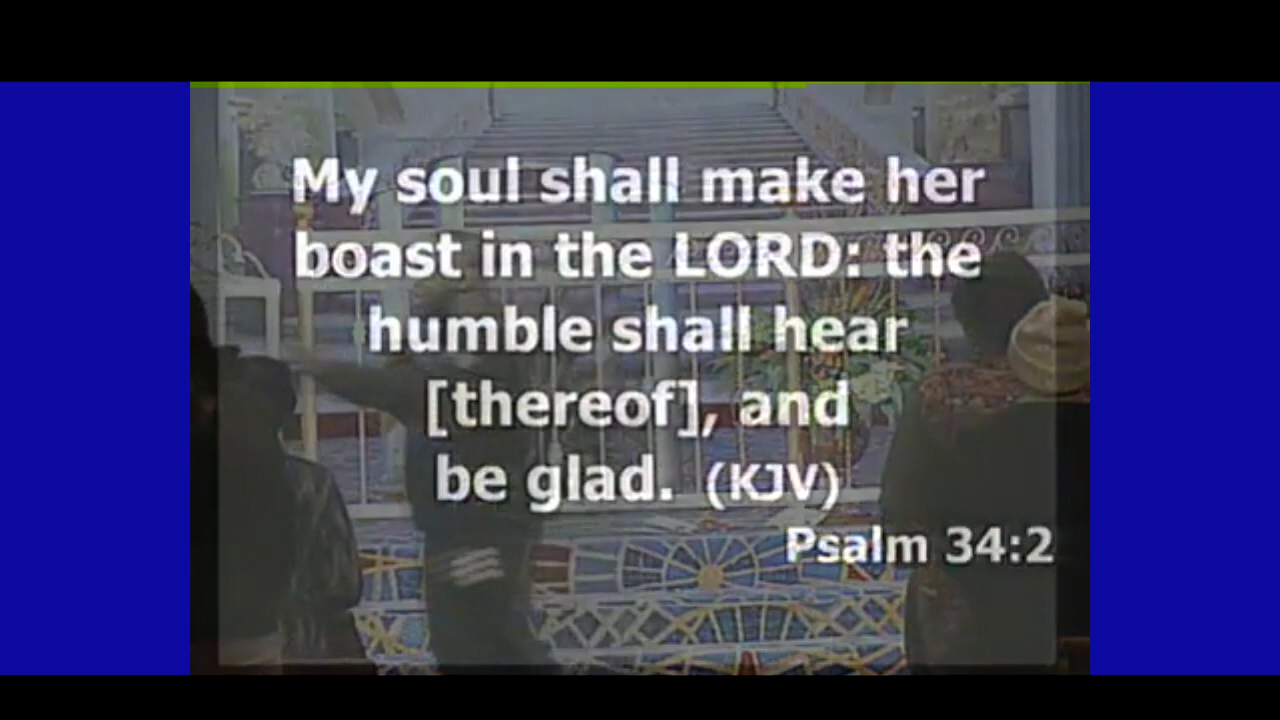 My soul shall make her
boast in the LORD: the
humble shall hear
[thereof], and
be glad. (KJV)
Psalm 34:2